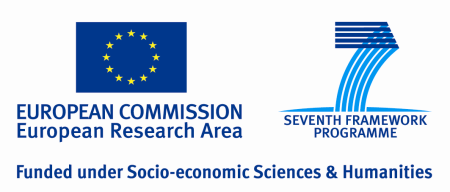 EUROPEAN COMMISSION
European Research Area
SEVENTH FRAMEWORK
PROGRAMME
Funded under Socio-economic Sciences & Humanities